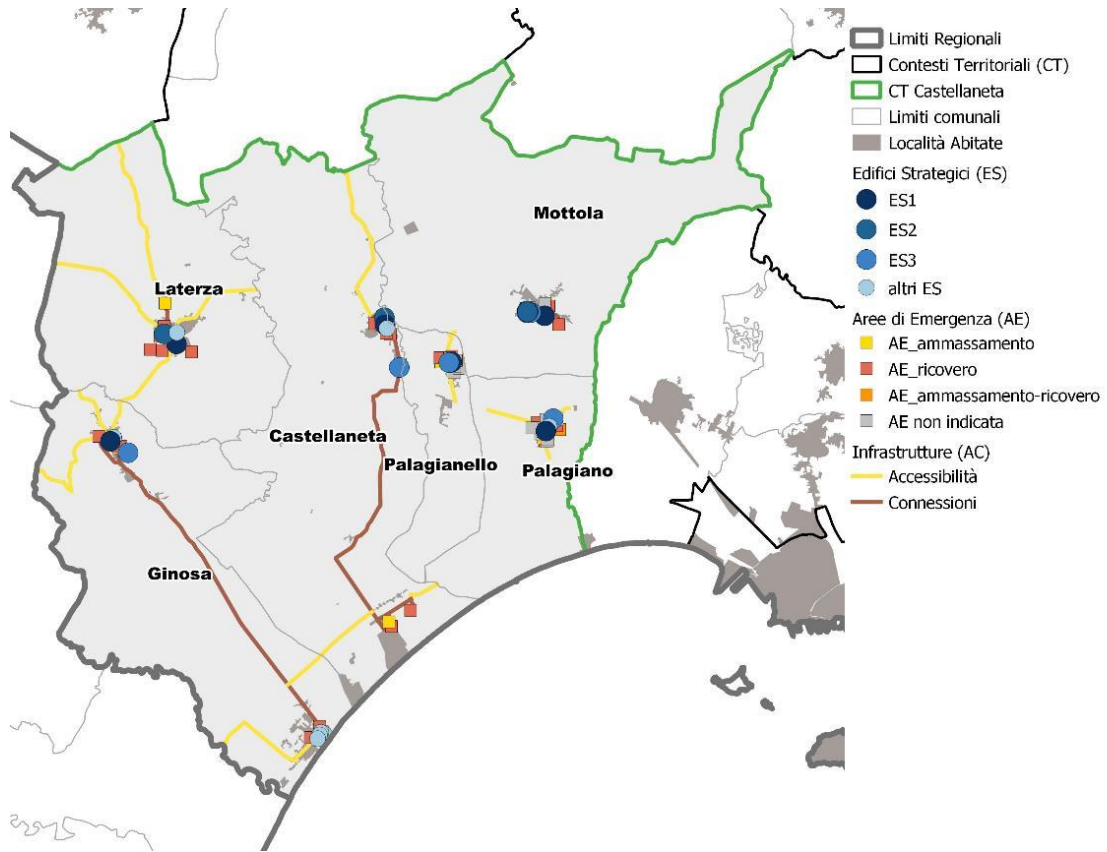 Mottola
Laterza
Castellaneta
Palagianello
Palagiano
Ginosa
Limiti Regionali
Contesti Territoriali (CT)
CT Castellaneta
Limiti comunali
Località Abitate
Edifici Strategici (ES)
ES1
ES2
ES3
altri ES
Aree di Emergenza (AE)
AE_ammassamento
AE_ricovero
AE_ammassamento-ricovero
AE non indicata
Infrastrutture (AC)
Accessibilità
Connessioni